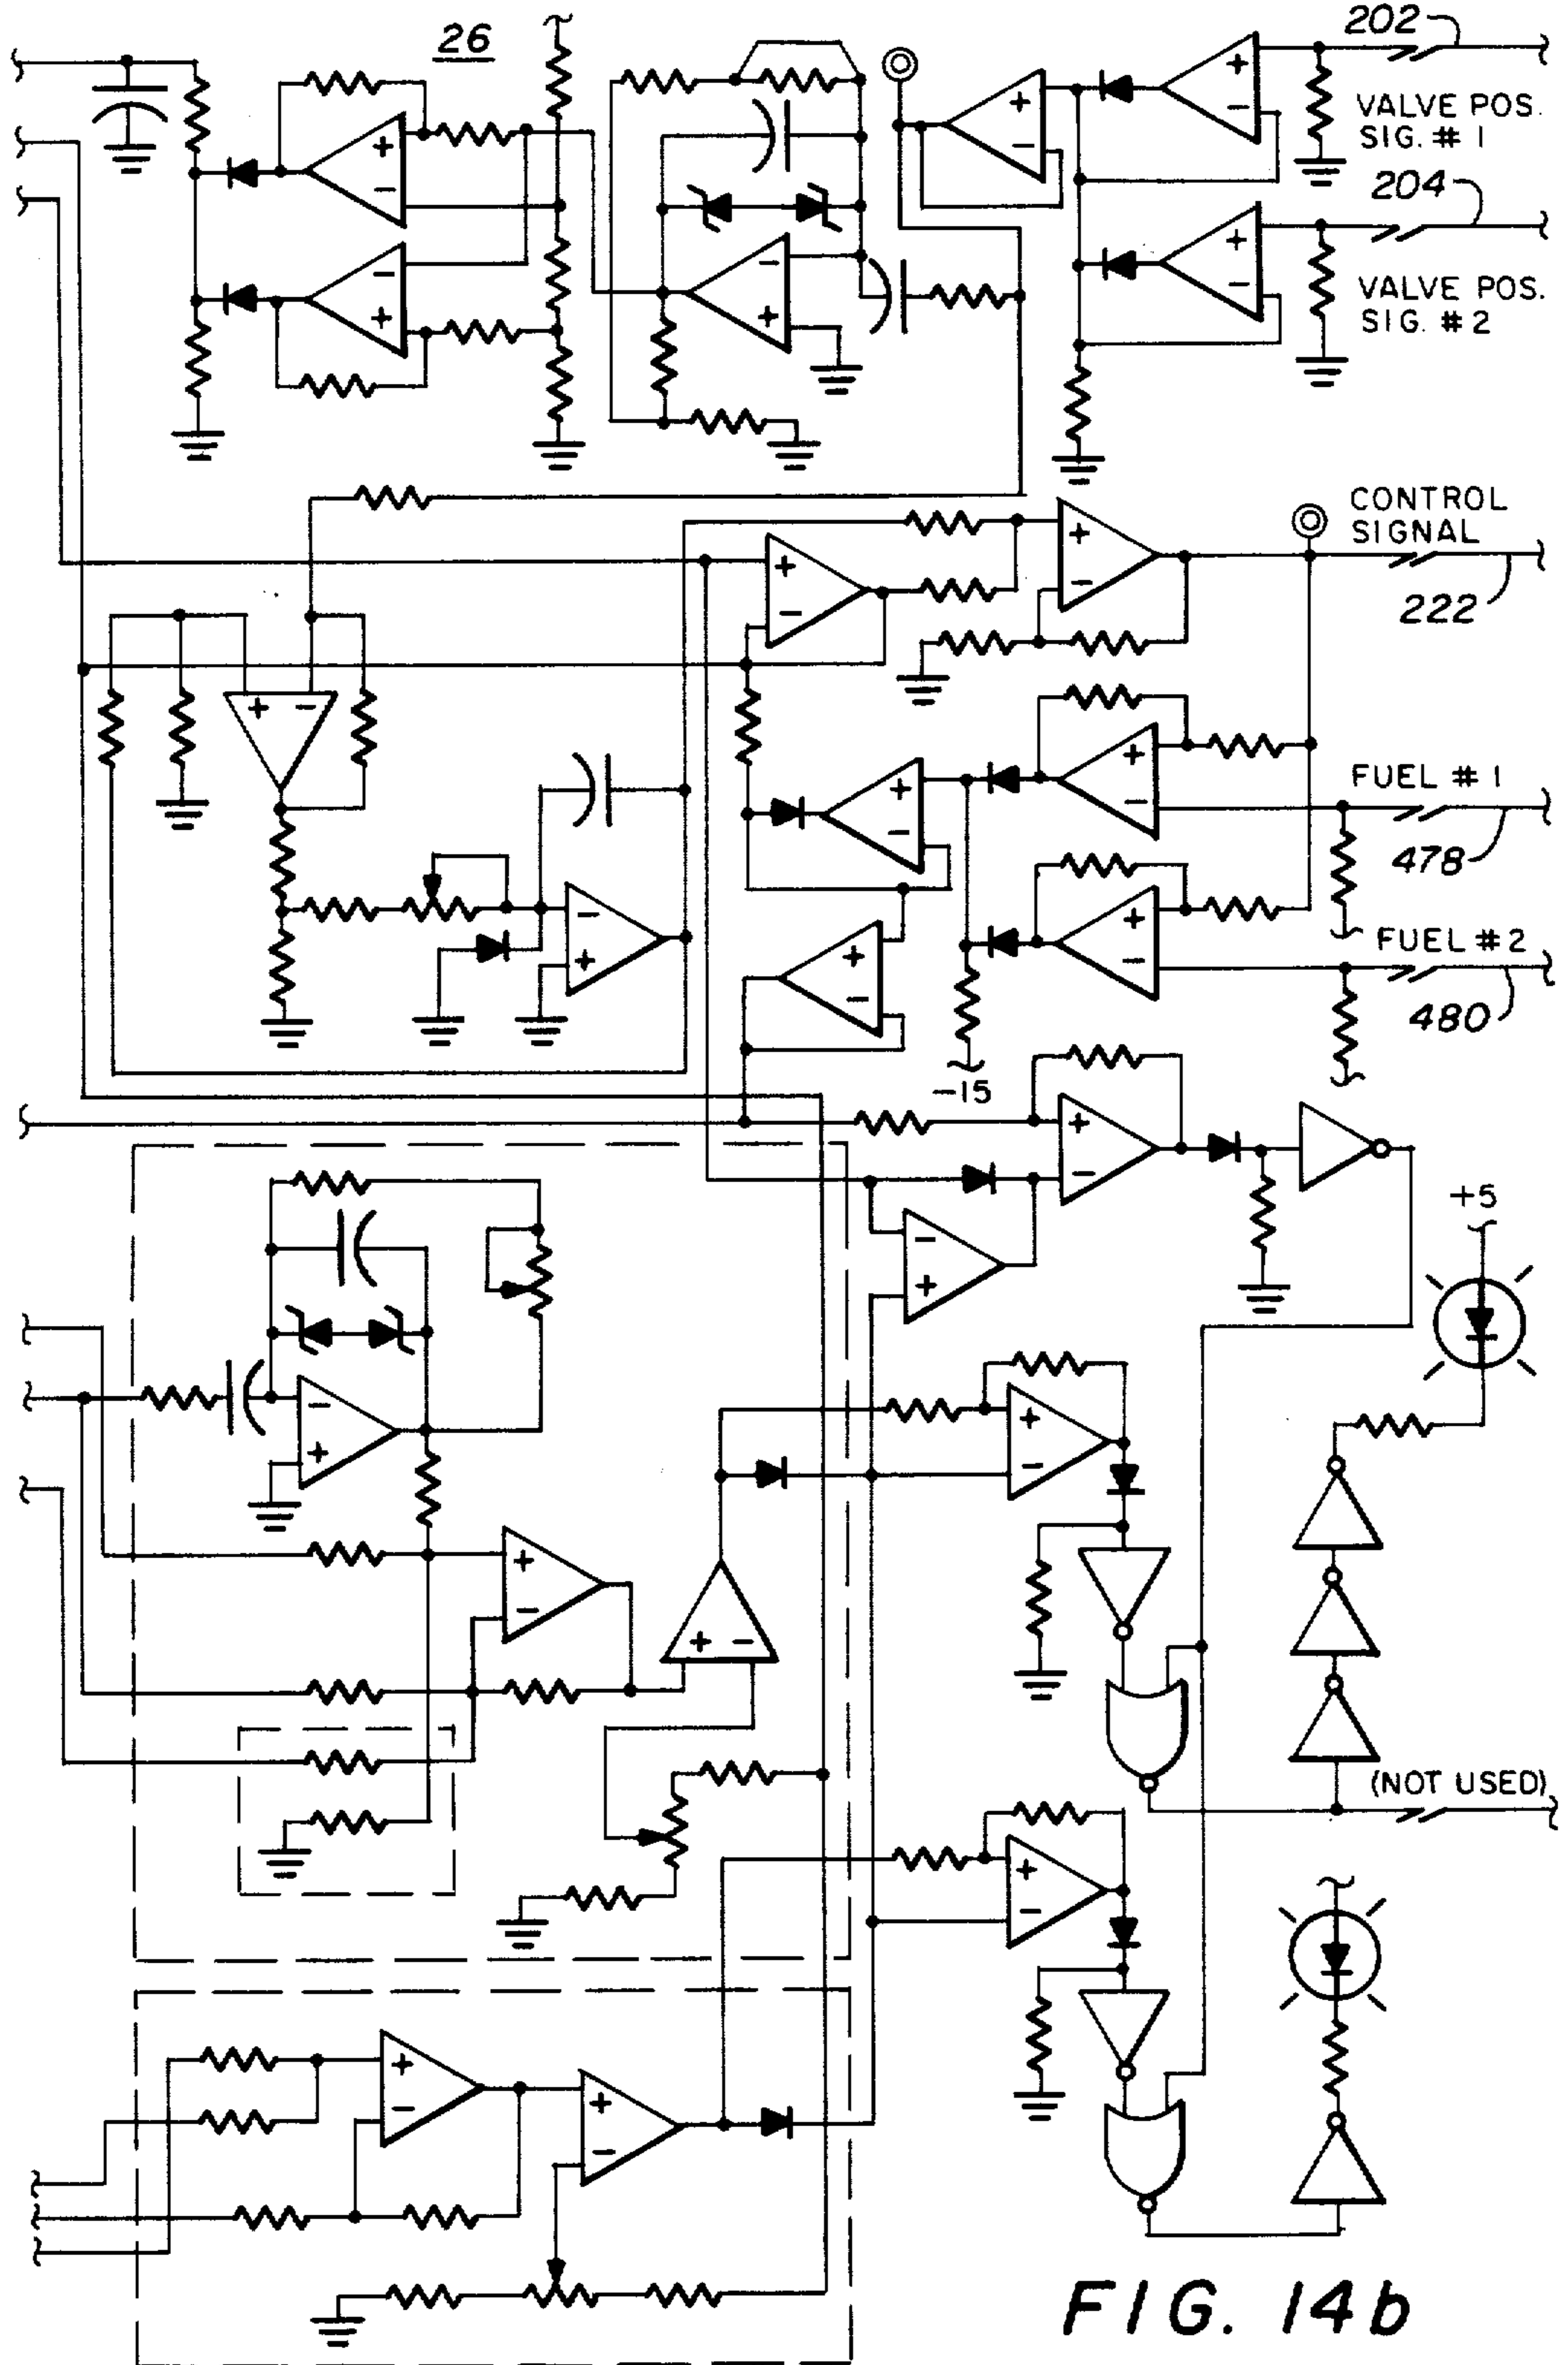 26
202
VALVE POS.
SIG. # 1
204
VALVE POS.
SIG. # 2
CONTROL
SIGNAL
222
FUEL # 1
478
FUEL # 2
480
-15
+5
(NOT USED)
FIG. 14b